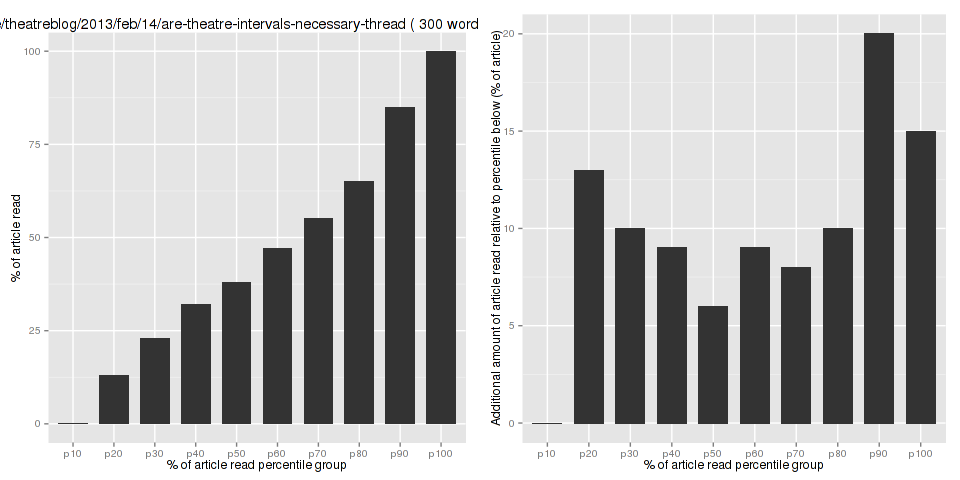 e/theatreblog/2013/feb/14/are-theatre-intervals-necessary-thread ( 300 word
100
75
50
25
0
% of article read
p10 p20 p30 p40 p50 p60 p70 p80 p90 p100
% of article read percentile group
20
15
10
5
0
Additional amount of article read relative to percentile below (% of article)
p10 p20 p30 p40 p50 p60 p70 p80 p90 p100
% of article read percentile group